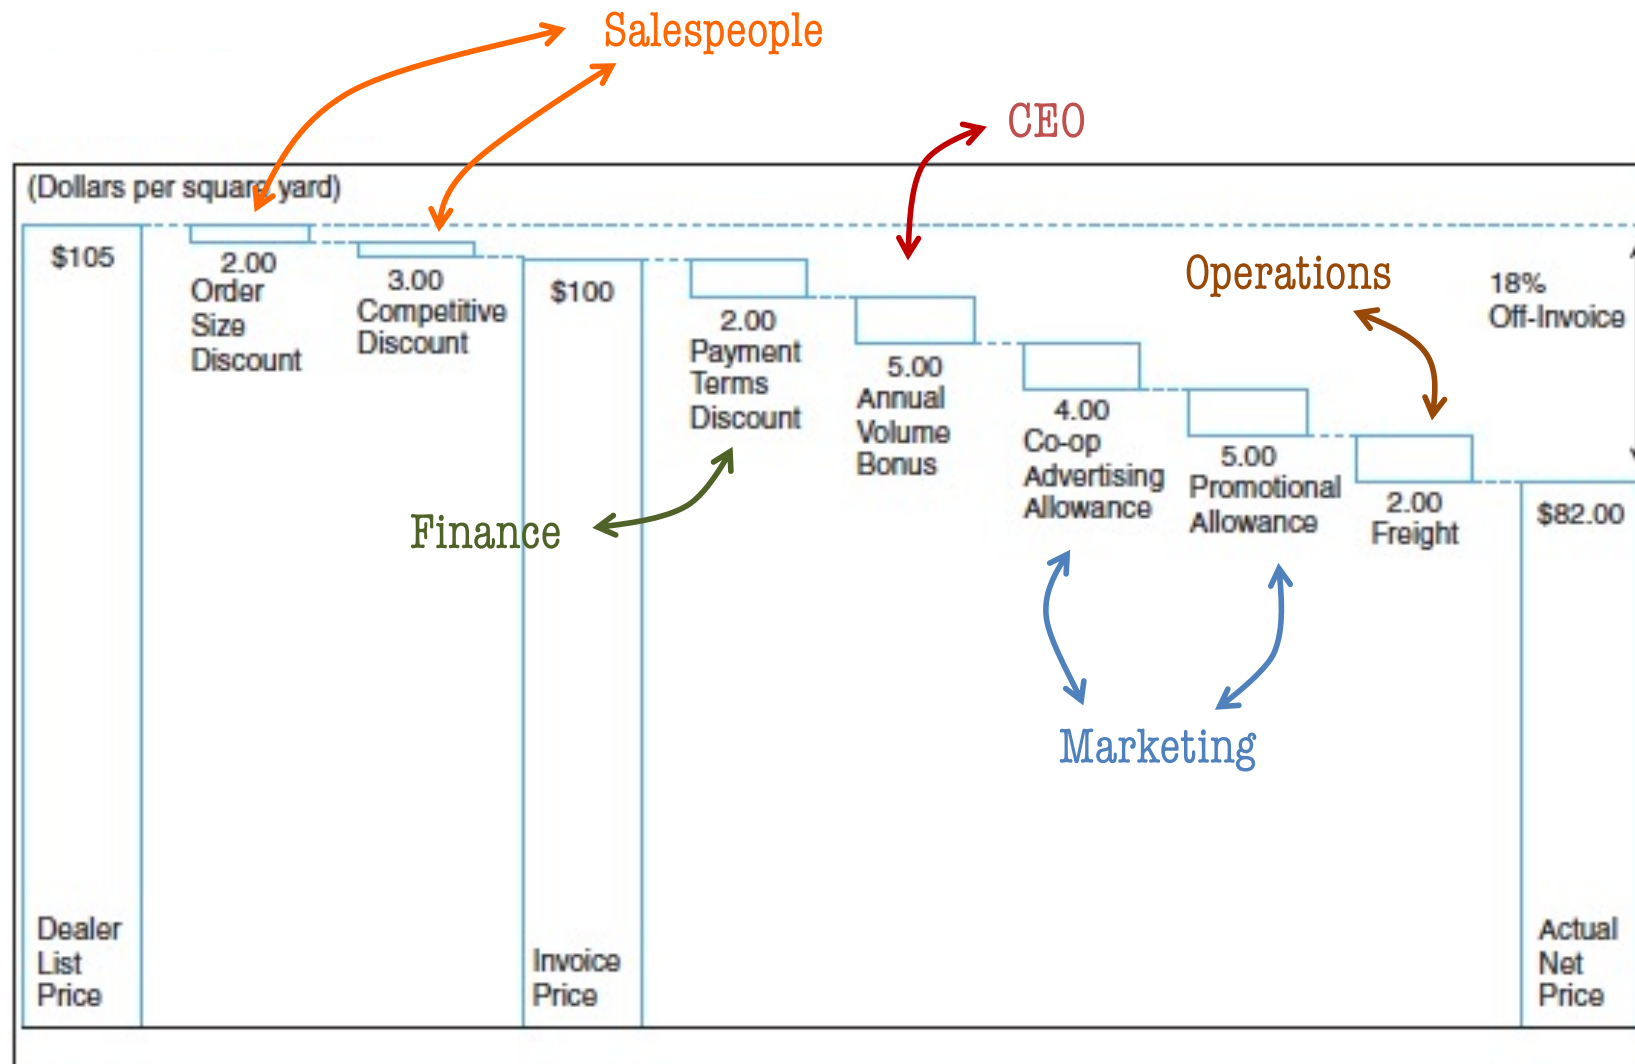 Salespeople
CEO
(Dollars per square yard)
$105
2.00
Order
Size
Discount
3.00
Competitive
Discount
$100
2.00
Payment
Terms
Discount
Finance
5.00
Annual
Volume
Bonus
4.00
Co-op
Advertising
Allowance
5.00
Promotional
Allowance
Marketing
Operations
2.00
Freight
18%
Off-Invoice
$82.00
Dealer
List
Price
Invoice
Price
Actual
Net
Price